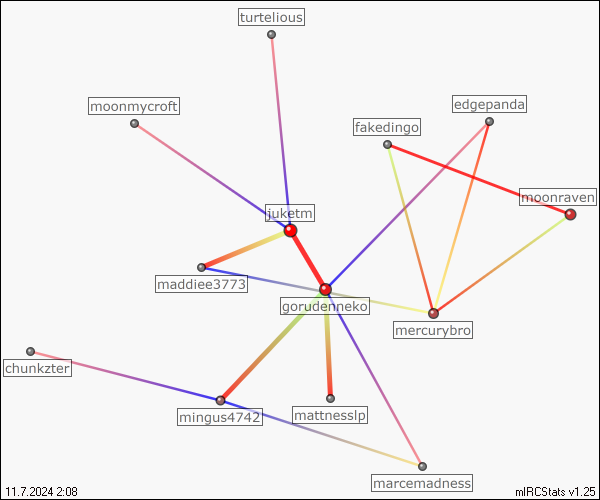 turtelious
moonmycroft
edgepanda
fakedingo
moonraven
juketm
maddiee3773
gorudenneko
mercurybro
chunkzter
mingus4742
mattnesslp
marcemadness
11.7.2024 2:08
mIRCStats v1.25